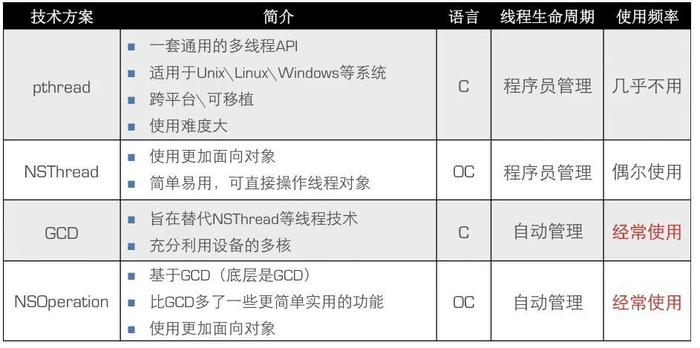 技术方案 简介 语言 线程生命周期 使用频率
pthread
一套通用的多线程API
适用于Unix\Linux\Windows等系统
跨平台\可移植
使用难度大
C 程序员管理 几乎不用
NSThread
使用更加面向对象
简单易用，可直接操作线程对象
OC 程序员管理 偶尔使用
GCD
旨在替代NSThread等线程技术
充分利用设备的多核
C 自动管理 经常使用
NSOperation
基于GCD（底层是GCD）
比GCD多了一些更简单实用的功能
使用更加面向对象
OC 自动管理 经常使用